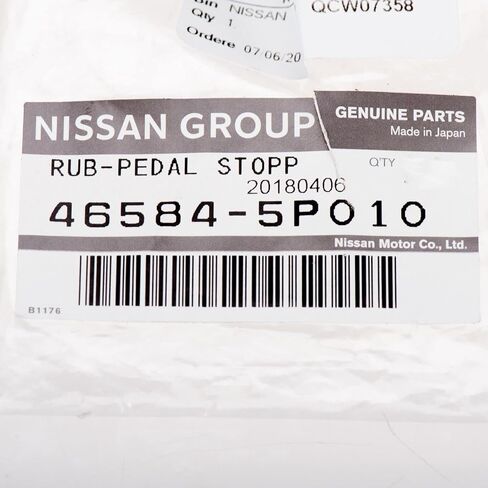 Bin NISSAN
Qty 1
Ordere 07/06/20
QCW07358
NISSAN GROUP
GENUINE PARTS
Made in Japan
RUB-PEDAL STOPP
Q'TY
20180406
46584-5P010
Nissan Motor Co., Ltd.
B1176